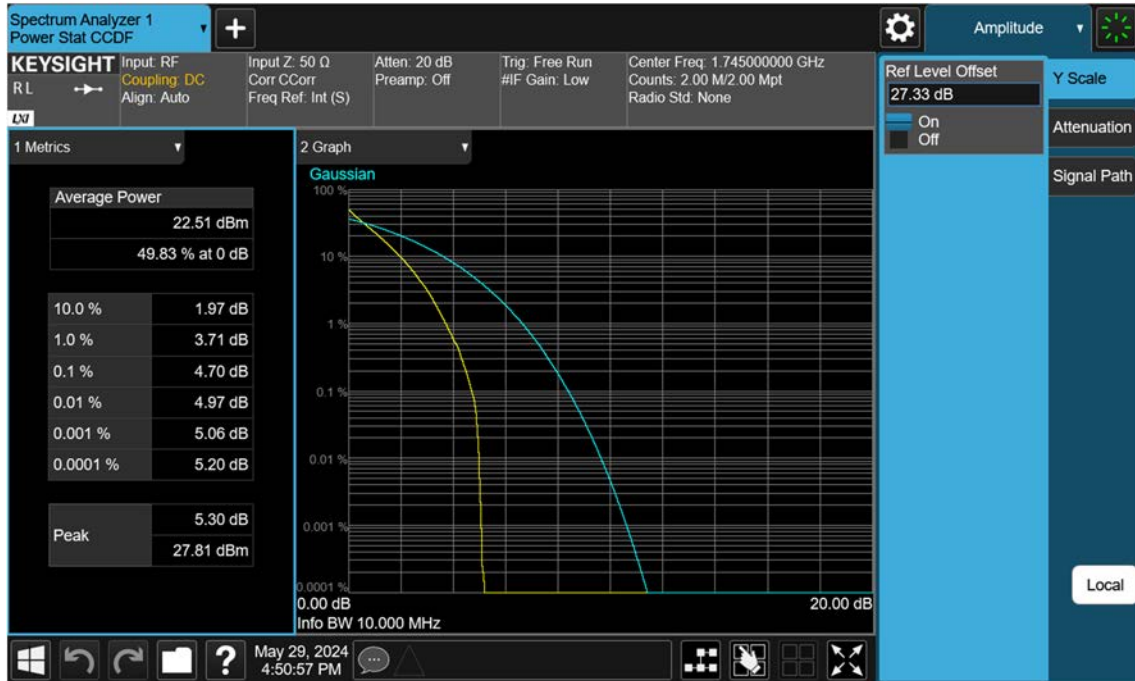 Spectrum Analyzer 1
Power Stat CCDF
Amplitude
KEYSIGHT
R L
LXI
Input: RF
Coupling: DC
Align: Auto
Input Z: 50 Ω
Corr CCorr
Freq Ref: Int (S)
Atten: 20 dB
Preamp: Off
Trig: Free Run
#IF Gain: Low
Center Freq: 1.745000000 GHz
Counts: 2.00 M/2.00 Mpt
Radio Std: None
Ref Level Offset
27.33 dB
On
Off
Y Scale
Attenuation
Signal Path
1 Metrics
Average Power
22.51 dBm
49.83 % at 0 dB
10.0 % 1.97 dB
1.0 % 3.71 dB
0.1 % 4.70 dB
0.01 % 4.97 dB
0.001 % 5.06 dB
0.0001 % 5.20 dB
Peak
5.30 dB
27.81 dBm
2 Graph
Gaussian
100 %
10 %
1 %
0.1 %
0.01 %
0.001 %
0.0001 %
0.00 dB 20.00 dB
Info BW 10.000 MHz
Local
?
May 29, 2024
4:50:57 PM